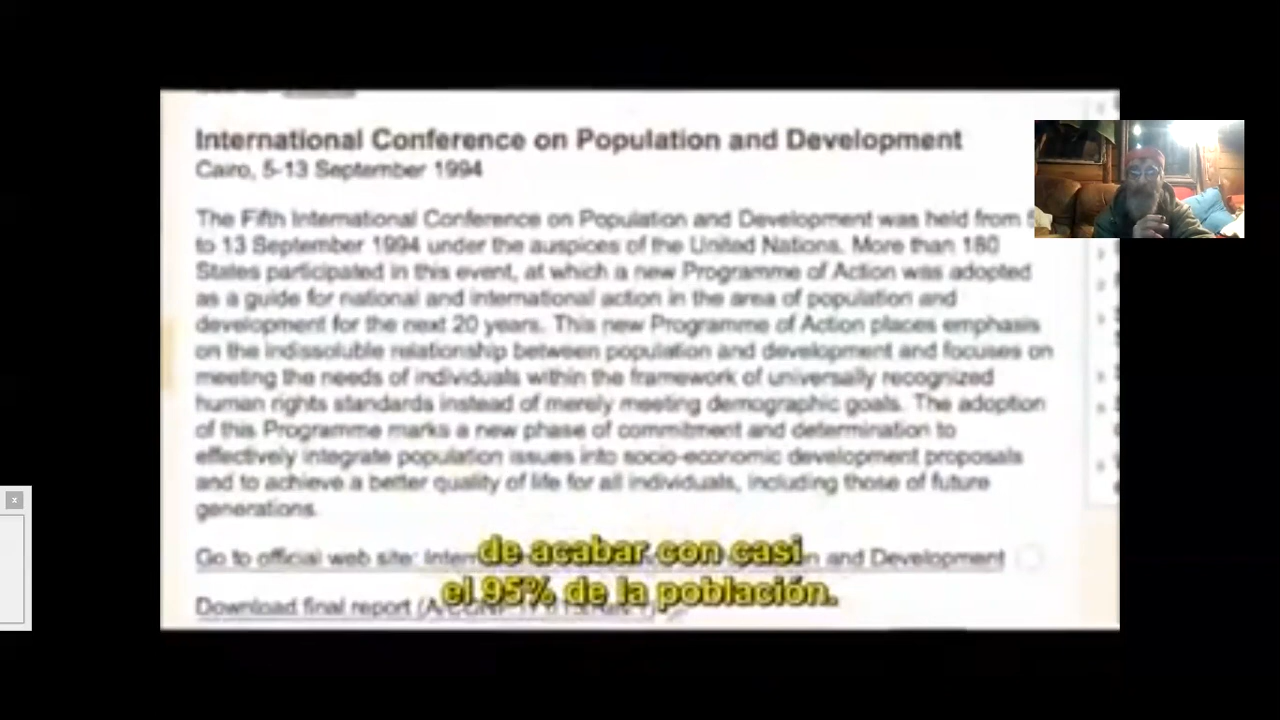 International Conference on Population and Development
Cairo, 5-13 September 1994
The Fifth International Conference on Population and Development was held from 5
to 13 September 1994 under the auspices of the United Nations. More than 180
States participated in this event, at which a new Programme of Action was adopted
as a guide for national and international action in the area of population and
development for the next 20 years. This new Programme of Action places emphasis
on the indissoluble relationship between population and development and focuses on
meeting the needs of individuals within the framework of universally recognized
human rights standards instead of merely meeting demographic goals. The adoption
of this Programme marks a new phase of commitment and determination to
effectively integrate population issues into socio-economic development proposals
and to achieve a better quality of life for all individuals, including those of future
generations.
Go to official web site: and Development
de acabar con casi
Download final report
el 95% de la población.
x